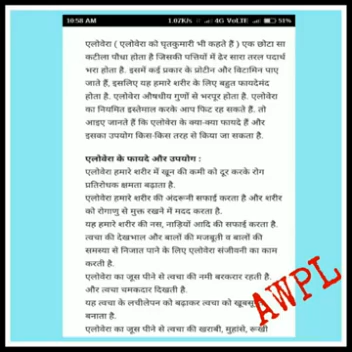 10:58 AM 1.07K/s 4G VoLTE 51%
एलोवेरा ( एलोवेरा को घृतकुमारी भी कहते हैं ) एक छोटा सा
कटीला पौधा होता है जिसकी पत्तियों में ढेर सारा तरल पदार्थ
भरा होता है. इसमें कई प्रकार के प्रोटीन और विटामिन पाए
जाते हैं, इसलिए यह हमारे शरीर के लिए बहुत फायदेमंद
होता है. एलोवेरा औषधीय गुणों से भरपूर होता है. एलोवेरा
का नियमित इस्तेमाल करके आप फिट रह सकते हैं. तो
आइए जानते हैं कि एलोवेरा के क्या-क्या फायदे हैं और
इसका उपयोग किस-किस तरह से किया जा सकता है.
एलोवेरा के फायदे और उपयोग :
एलोवेरा हमारे शरीर में खून की कमी को दूर करके रोग
प्रतिरोधक क्षमता बढ़ाता है.
एलोवेरा हमारे शरीर की अंदरूनी सफाई करता है और शरीर
को रोगाणु से मुक्त रखने में मदद करता है.
यह हमारे शरीर की नस, नाड़ियों आदि की सफाई करता है.
त्वचा की देखभाल और बालों की मजबूती व बालों की
समस्या से निजात पाने के लिए एलोवेरा संजीवनी का काम
करती है.
एलोवेरा का जूस पीने से त्वचा की नमी बरकरार रहती है.
और त्वचा चमकदार दिखती है.
यह त्वचा के लचीलेपन को बढ़ाकर त्वचा को
बनाता है.
एलोवेरा का जूस पीने से त्वचा की खराबी, मुहांसे, रूखी
AWPL